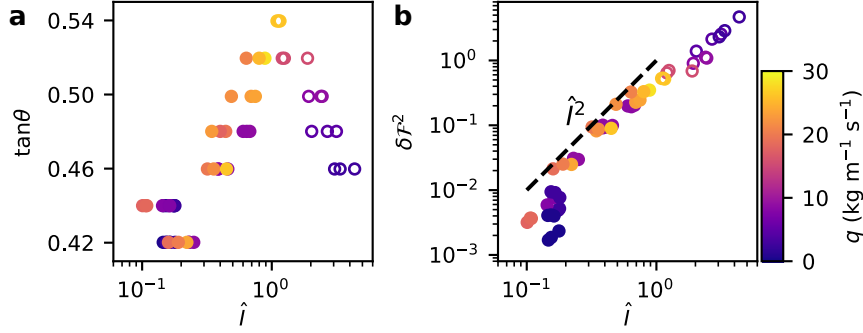 a
tanθ
0.54
0.50
0.46
0.42
10⁻¹
10⁰
Î
b
δℱ²
10⁰
10⁻¹
10⁻²
10⁻³
Î²
10⁻¹
10⁰
Î
30
20
10
0
q (kg m⁻¹ s⁻¹)